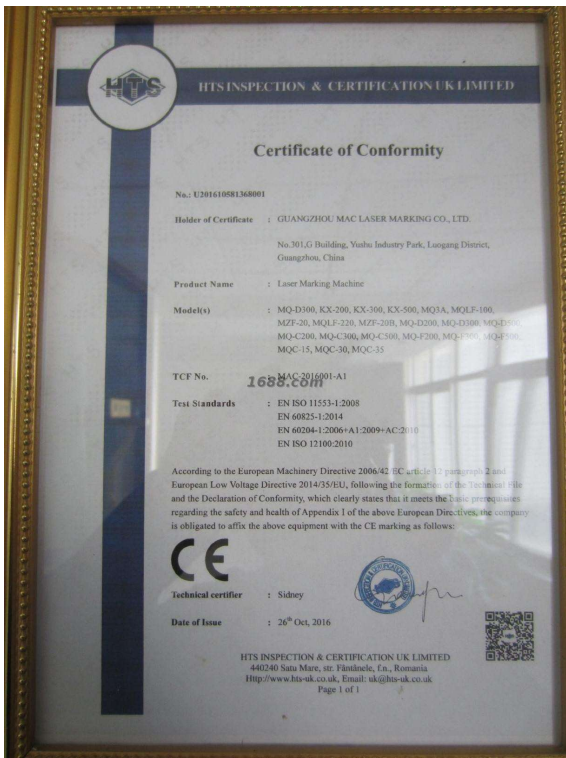 HTS
HTS INSPECTION & CERTIFICATION UK LIMITED
Certificate of Conformity
No.: U201610581368001
Holder of Certificate : GUANGZHOU MAC LASER MARKING CO., LTD.
No.301,G Building, Yushu Industry Park, Luogang District,
Guangzhou, China
Product Name : Laser Marking Machine
Model(s) : MQ-D300, KX-200, KX-300, KX-500, MQ3A, MQLF-100,
MZF-20, MQLF-220, MZF-20B, MQ-D200, MQ-D300, MQ-D500,
MQ-C200, MQ-C300, MQ-C500, MQ-F200, MQ-F300, MQ-F500,
MQC-15, MQC-30, MQC-35
TCF No. : MAC-2016001-A1
1688.com
Test Standards : EN ISO 11553-1:2008
EN 60825-1:2014
EN 60204-1:2006+A1:2009+AC:2010
EN ISO 12100:2010
According to the European Machinery Directive 2006/42/EC article 12 paragraph 2 and
European Low Voltage Directive 2014/35/EU, following the formation of the Technical File
and the Declaration of Conformity, which clearly states that it meets the basic prerequisites
regarding the safety and health of Appendix I of the above European Directives, the company
is obligated to affix the above equipment with the CE marking as follows:
CE
Technical certifier : Sidney
Date of Issue : 26th Oct, 2016
HTS INSPECTION & CERTIFICATION UK LIMITED
440240 Satu Mare, str. Fântânele, f.n., Romania
Http://www.hts-uk.co.uk, Email: uk@hts-uk.co.uk
Page 1 of 1